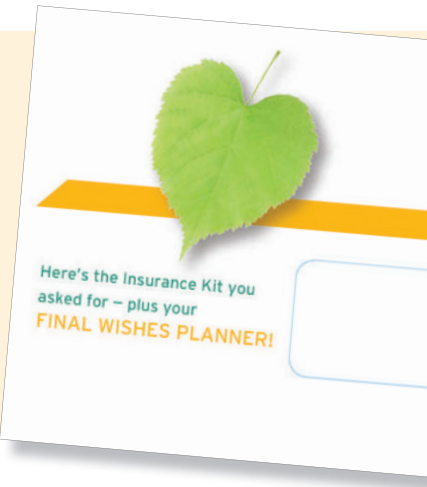 Here's the Insurance Kit you
asked for – plus your
FINAL WISHES PLANNER!